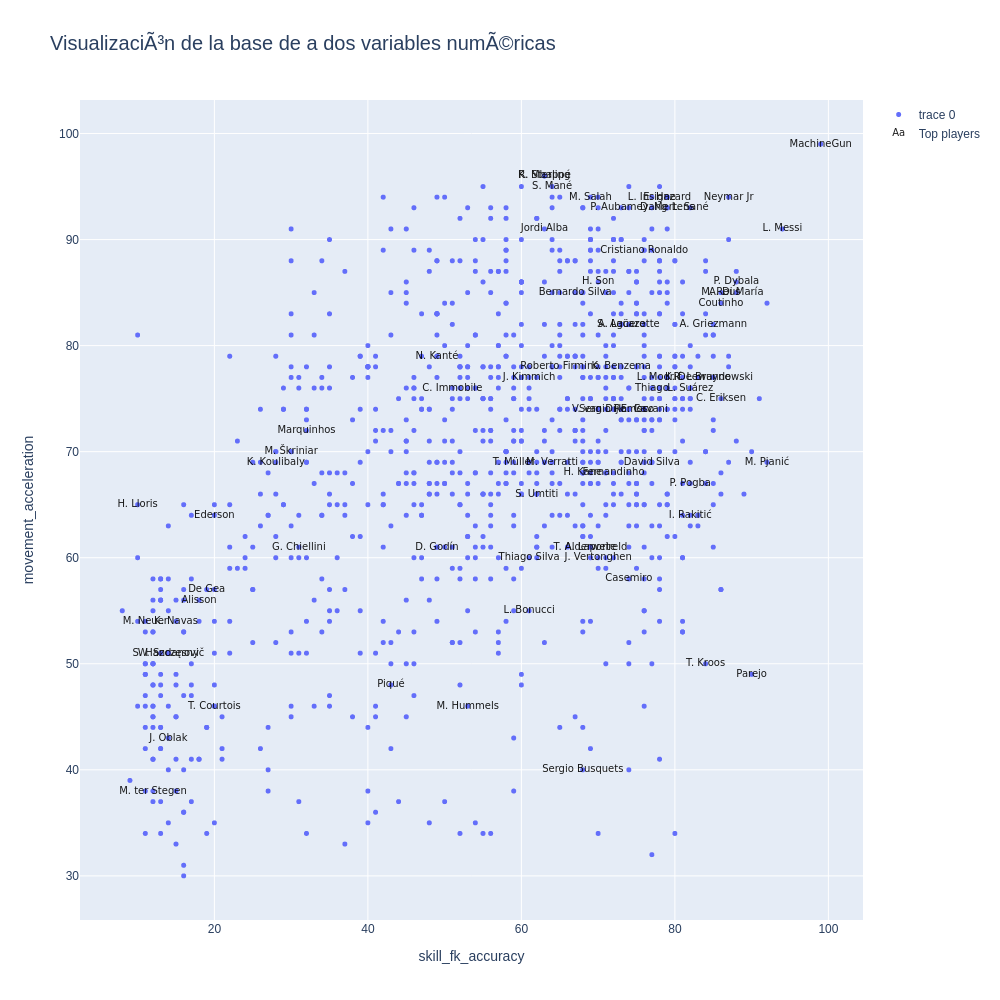 VisualizaciÃ³n de la base de a dos variables numÃ©ricas
trace 0
Aa Top players
MachineGun
S. Mané
M. Salah
Neymar Jr
Jordi Alba
L. Messi
Cristiano Ronaldo
H. Son
P. Dybala
Bernardo Silva
Coutinho
A. Griezmann
N. Kanté
Roberto Firmino
K. Benzema
J. Kimmich
C. Immobile
L. Suárez
C. Eriksen
Marquinhos
M. Škriniar
K. Koulibaly
T. Müller
M. Verratti
David Silva
M. Pjanić
H. Kane
Fernandinho
P. Pogba
S. Umtiti
H. Lloris
Ederson
I. Rakitić
G. Chiellini
D. Godín
T. Alderweireld
Thiago Silva
J. Vertonghen
Casemiro
De Gea
Alisson
L. Bonucci
M. Neuer
K. Navas
T. Kroos
Parejo
Piqué
T. Courtois
M. Hummels
J. Oblak
Sergio Busquets
M. ter Stegen
100
90
80
70
60
50
40
30
20
40
60
80
100
movement_acceleration
skill_fk_accuracy